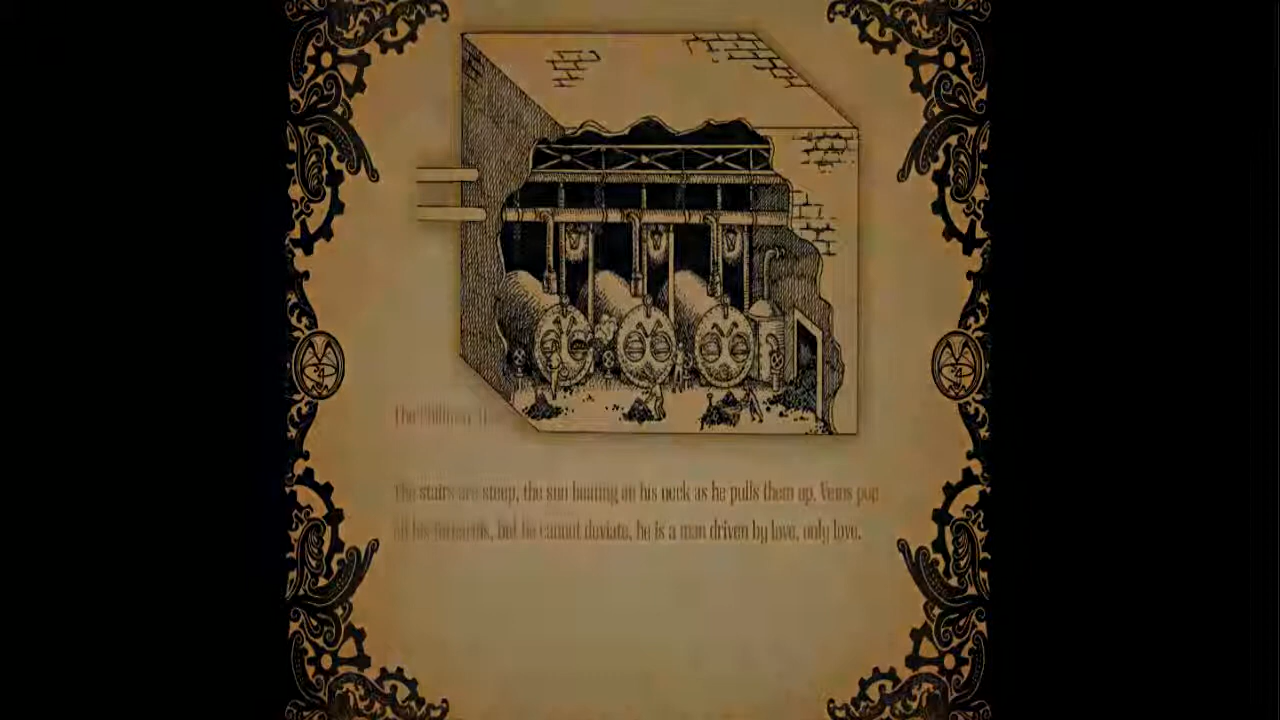 The
The stairs are steep, the sun beating on his neck as he pulls them up. Veins pop
his forearms, but he cannot deviate, he is a man driven by love, only love.